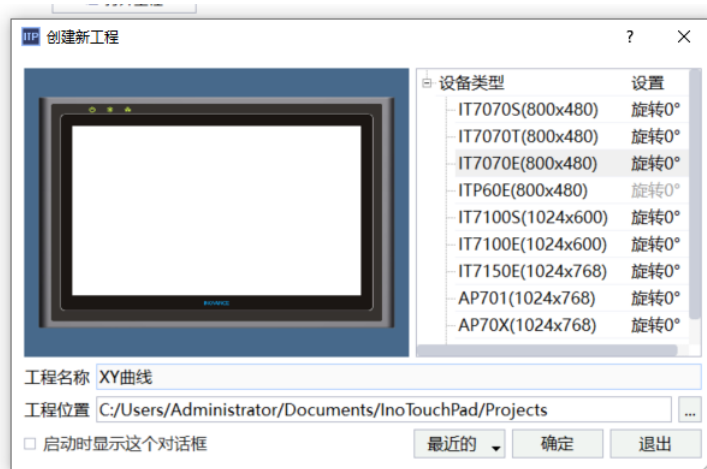 ITP 创建新工程 ?
设备类型 设置
IT7070S(800x480) 旋转0°
IT7070T(800x480) 旋转0°
IT7070E(800x480) 旋转0°
ITP60E(800x480) 旋转0°
IT7100S(1024x600) 旋转0°
IT7100E(1024x600) 旋转0°
IT7150E(1024x768) 旋转0°
AP701(1024x768) 旋转0°
AP70X(1024x768) 旋转0°
INOVANCE
工程名称 XY曲线
工程位置 C:/Users/Administrator/Documents/InoTouchPad/Projects ...
启动时显示这个对话框 最近的 确定 退出